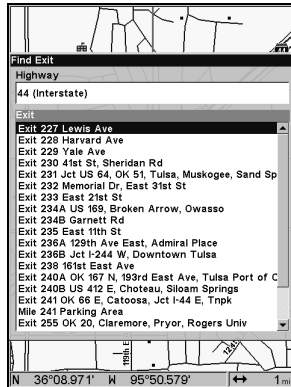 Find Exit
Highway
44 (Interstate)
Exit
Exit 227 Lewis Ave
Exit 228 Harvard Ave
Exit 229 Yale Ave
Exit 230 41st St, Sheridan Rd
Exit 231 Jct US 64, OK 51, Tulsa, Muskogee, Sand Sp
Exit 232 Memorial Dr, East 31st St
Exit 233 East 21st St
Exit 234A US 169, Broken Arrow, Owasso
Exit 234B Garnett Rd
Exit 235 East 11th St
Exit 236A 129th Ave East, Admiral Place
Exit 236B Jct I-244 W, Downtown Tulsa
Exit 238 161st East Ave
Exit 240A OK 167 N, 193rd East Ave, Tulsa Port of C
Exit 240B US 412 E, Choteau, Siloam Springs
Exit 241 OK 66 E, Catoosa, Jct I-44 E, Tnpk
Mile 241 Parking Area
Exit 255 OK 20, Claremore, Pryor, Rogers Univ
119th E
124th
N 36°08.971' W 95°50.579' ↔ 1 mi